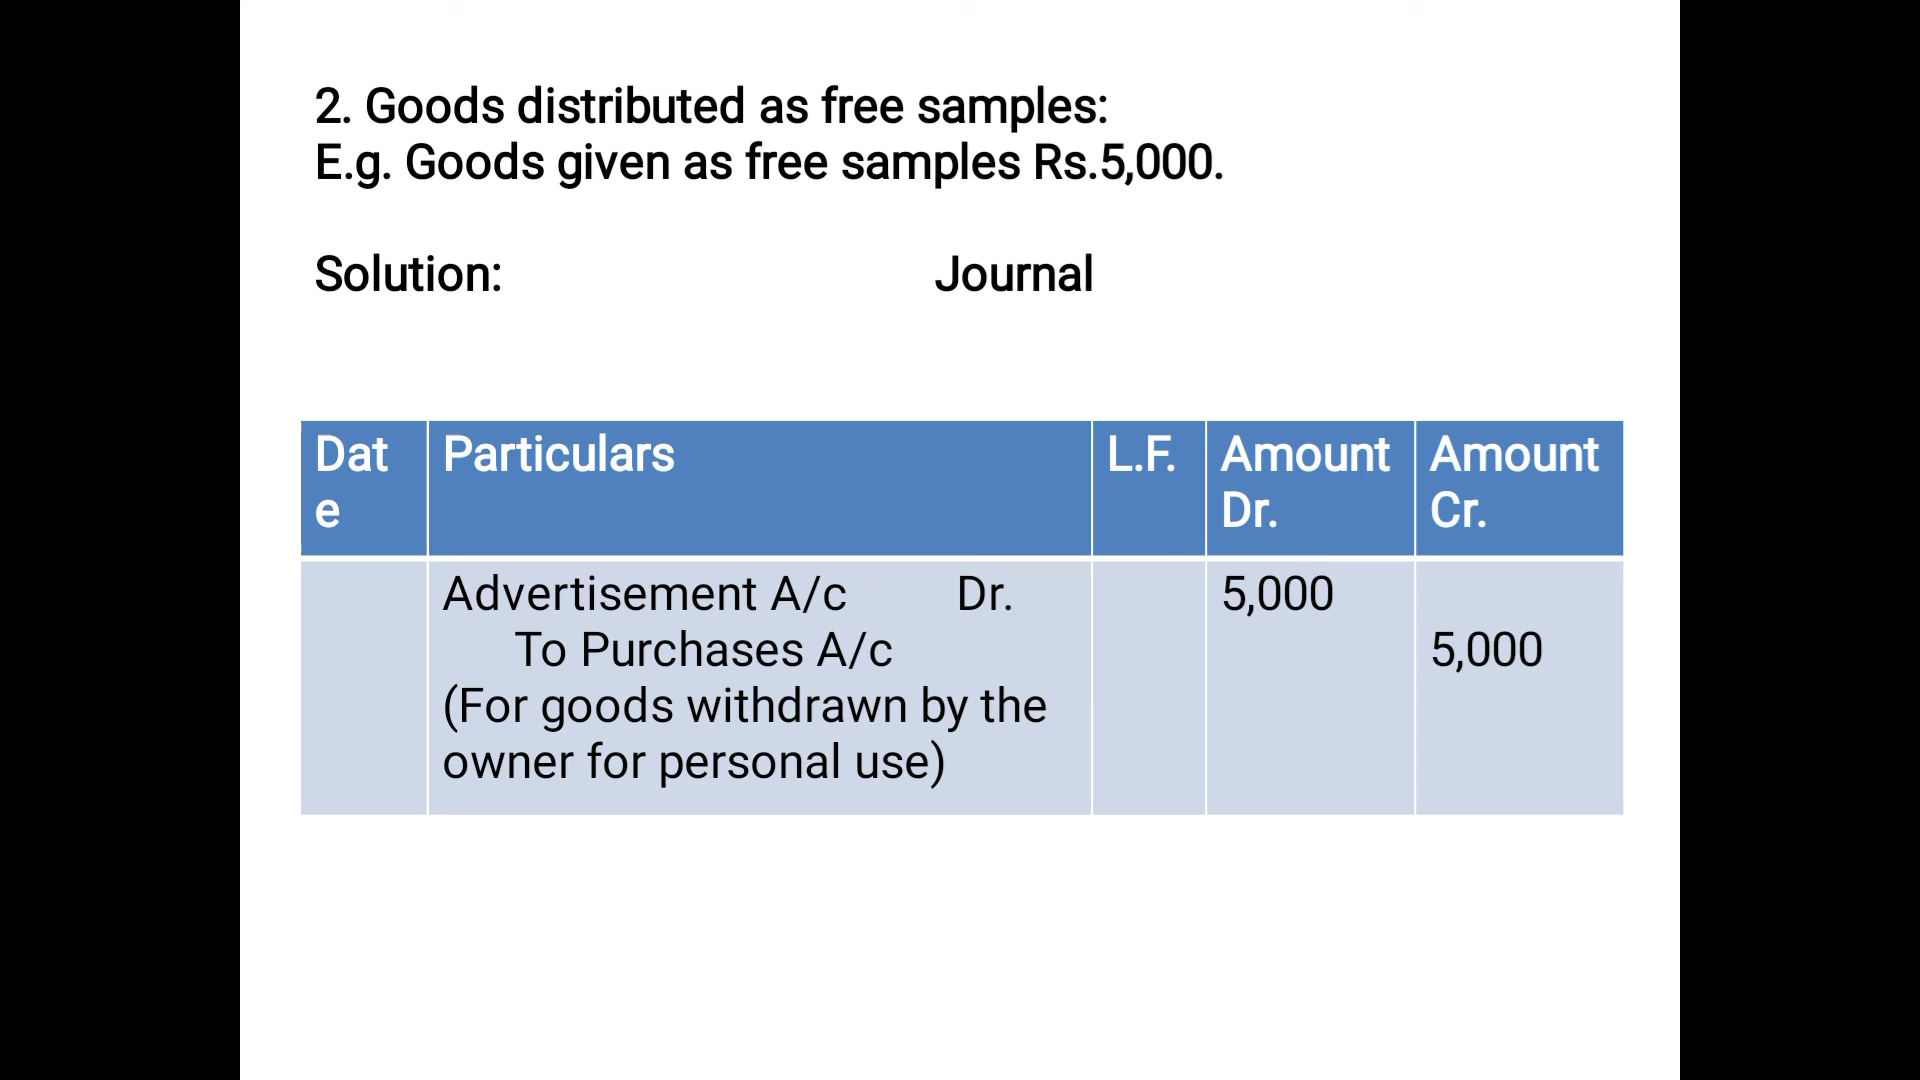 2. Goods distributed as free samples:
E.g. Goods given as free samples Rs.5,000.
Solution: Journal
Dat
e
Particulars
L.F.
Amount
Dr.
Amount
Cr.
Advertisement A/c Dr.
To Purchases A/c
(For goods withdrawn by the
owner for personal use)
5,000
5,000